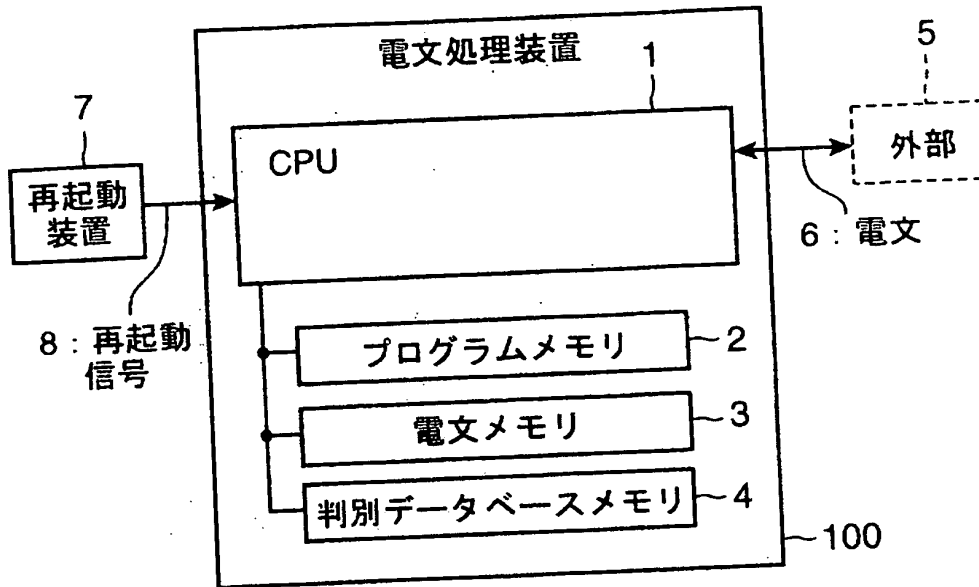 電文処理装置
1
5
7
CPU
外部
再起動
装置
6：電文
8：再起動
信号
プログラムメモリ
2
電文メモリ
3
判別データベースメモリ
4
100